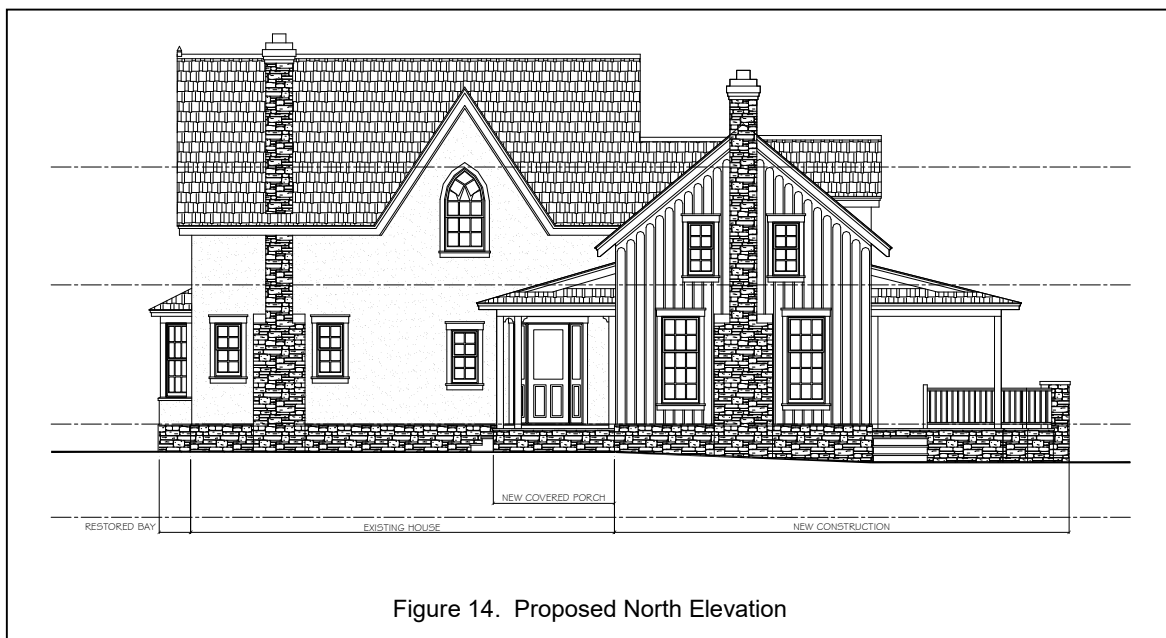 NEW COVERED PORCH
RESTORED BAY
EXISTING HOUSE
NEW CONSTRUCTION
Figure 14. Proposed North Elevation